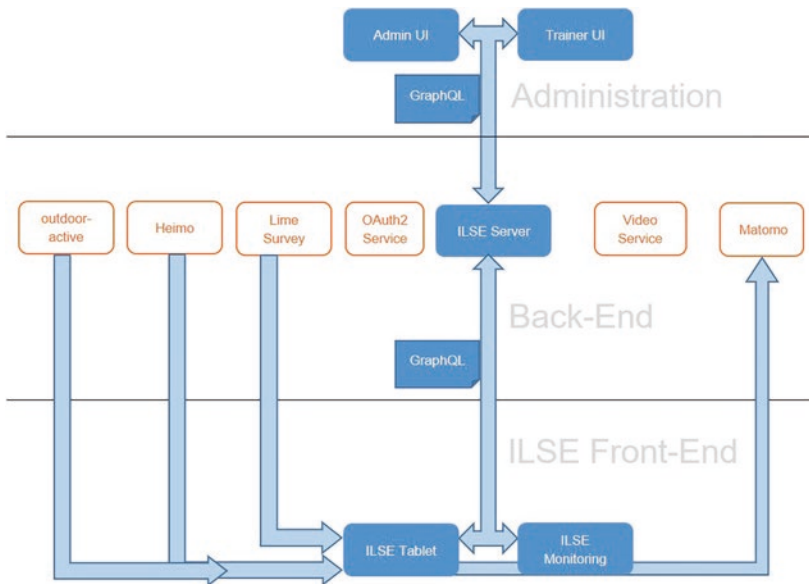 Admin UI
Trainer UI
GraphQL
Administration
outdoor-
active
Heimo
Lime
Survey
OAuth2
Service
ILSE Server
Video
Service
Matomo
Back-End
GraphQL
ILSE Front-End
ILSE Tablet
ILSE
Monitoring